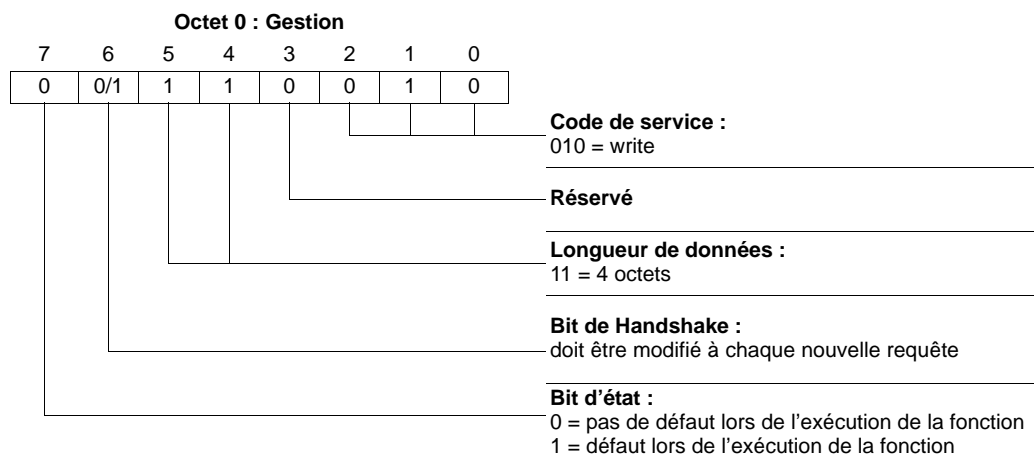 Octet 0 : Gestion
7 6 5 4 3 2 1 0
0 0/1 1 1 0 0 1 0
Code de service :
010 = write
Réservé
Longueur de données :
11 = 4 octets
Bit de Handshake :
doit être modifié à chaque nouvelle requête
Bit d'état :
0 = pas de défaut lors de l'exécution de la fonction
1 = défaut lors de l'exécution de la fonction